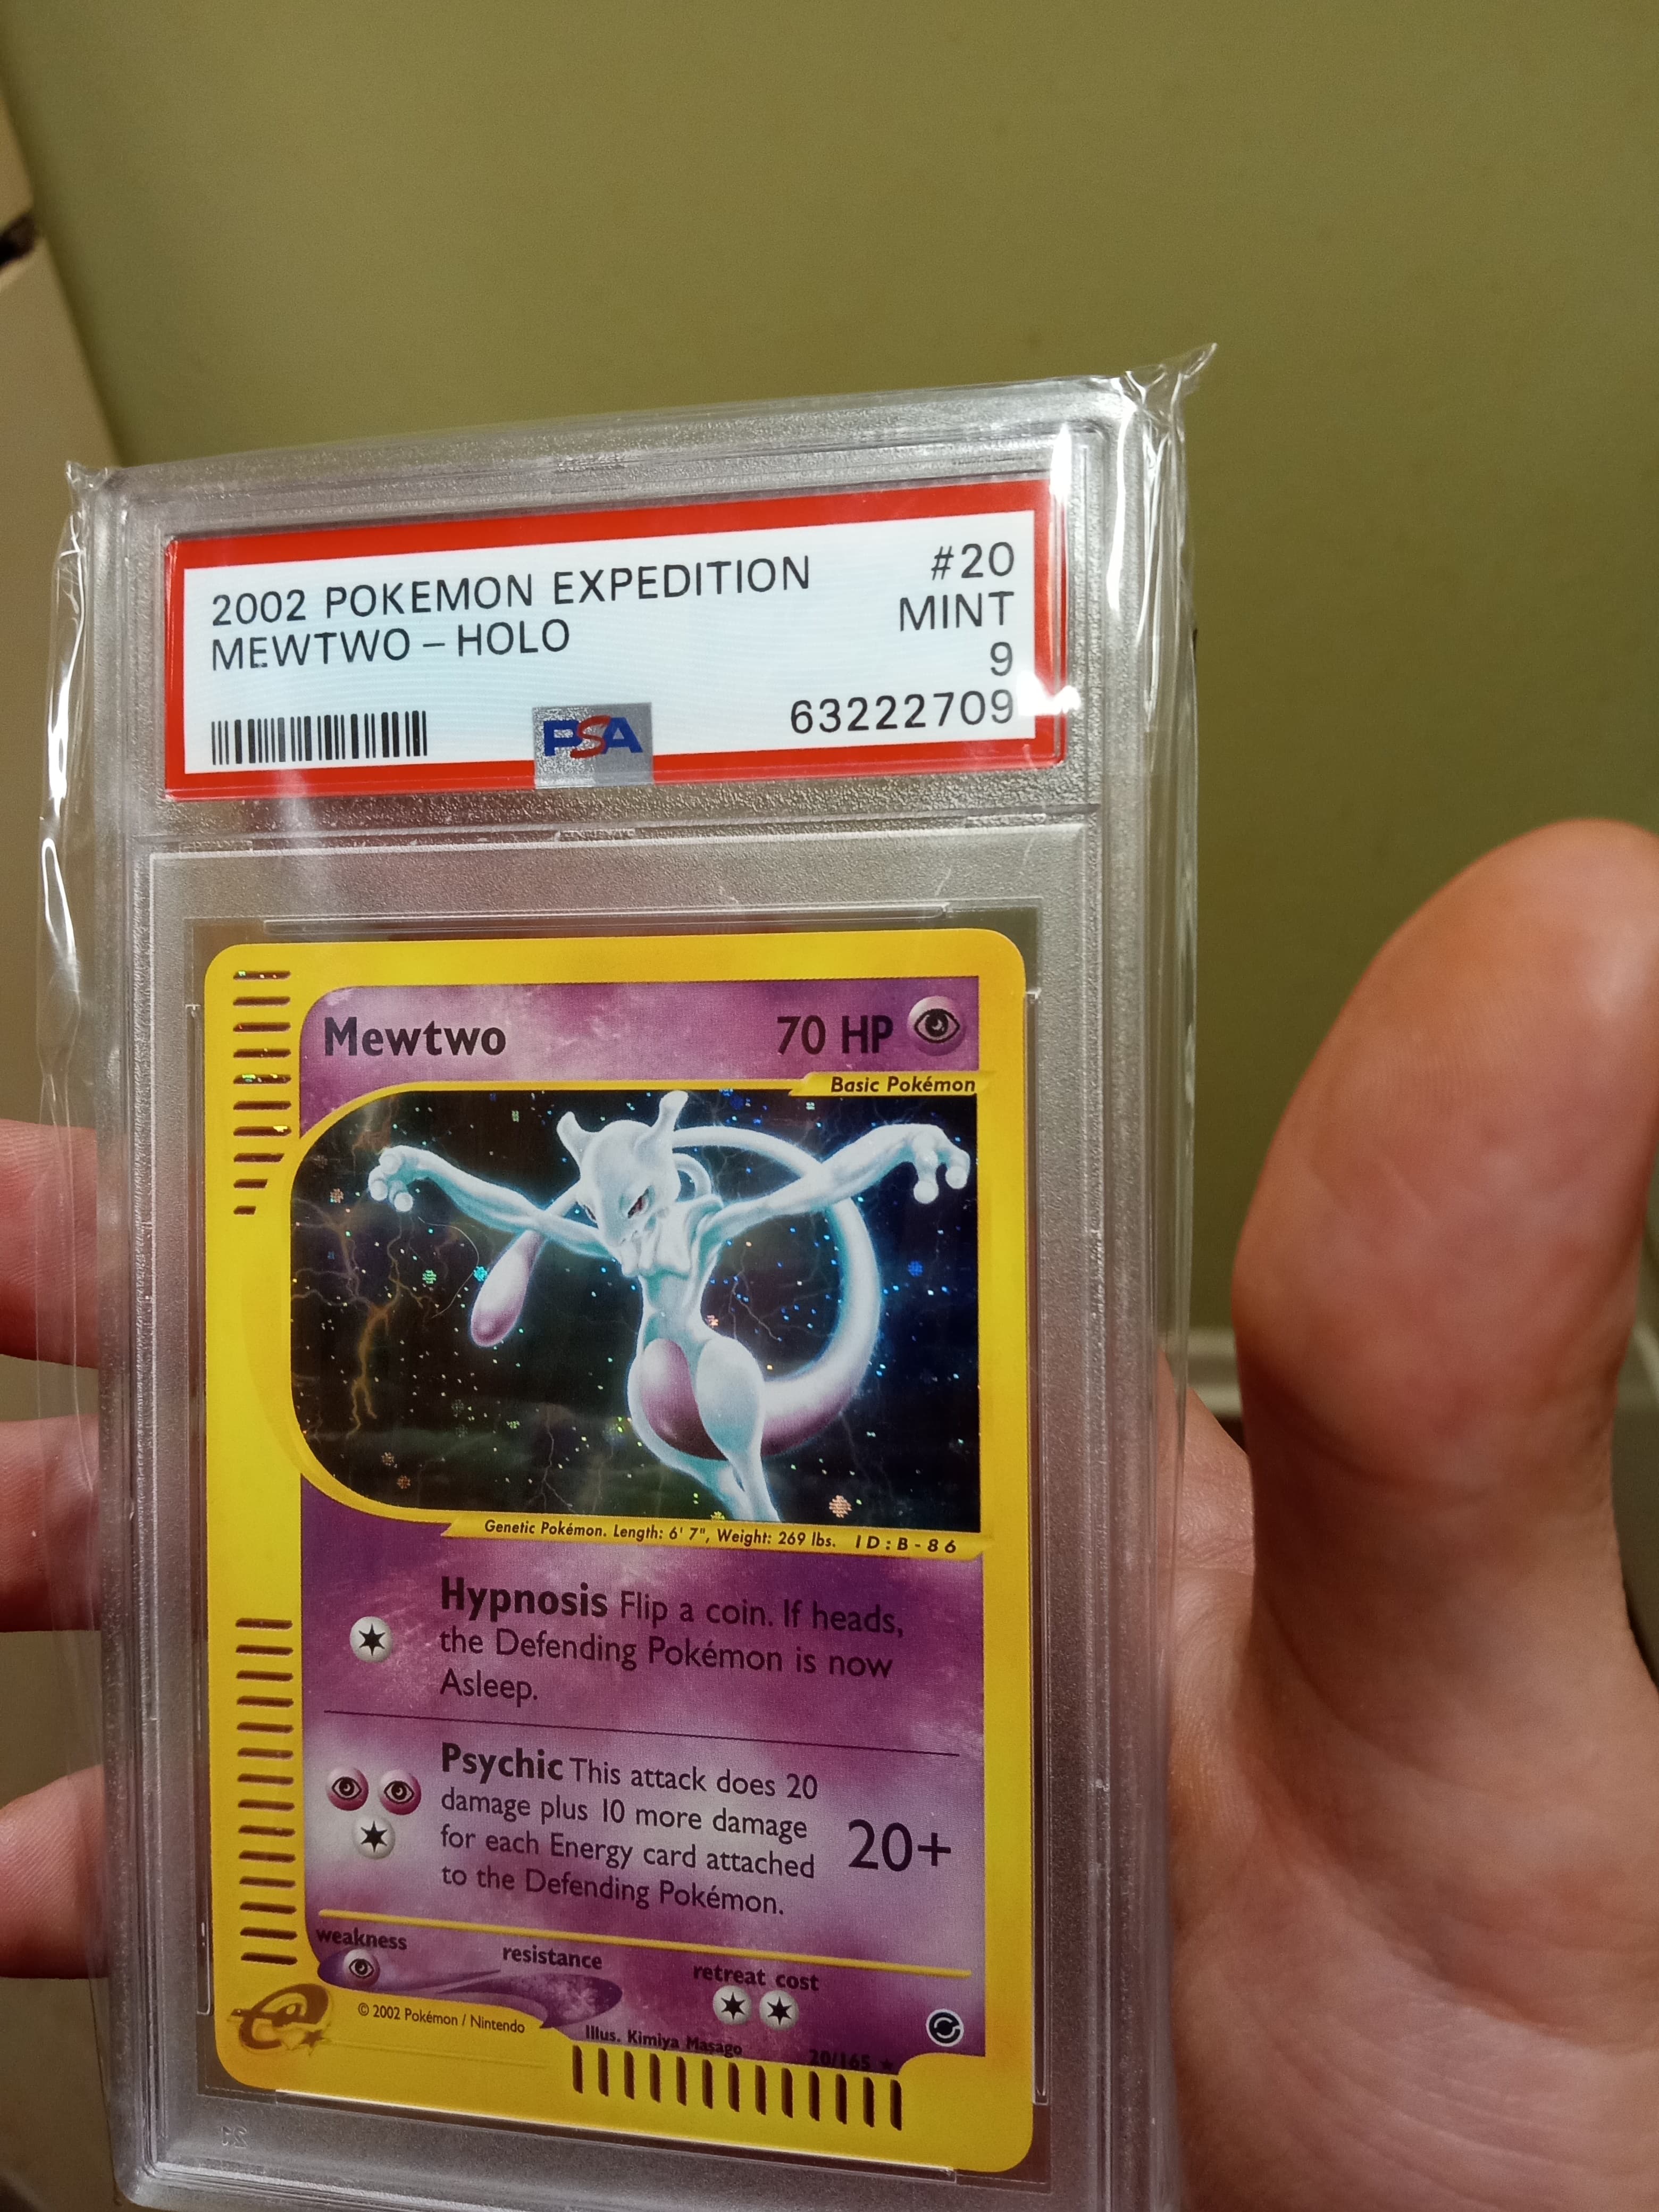 2002 POKEMON EXPEDITION #20
MEWTWO – HOLO MINT
9
PSA 63222709
Mewtwo 70 HP
Basic Pokémon
Genetic Pokémon. Length: 6' 7", Weight: 269 lbs. ID:B-86
Hypnosis Flip a coin. If heads,
the Defending Pokémon is now
Asleep.
Psychic This attack does 20
damage plus 10 more damage
for each Energy card attached
to the Defending Pokémon.
20+
weakness resistance retreat cost
© 2002 Pokémon / Nintendo
Illus. Kimiya Masago 20/165 ★
e